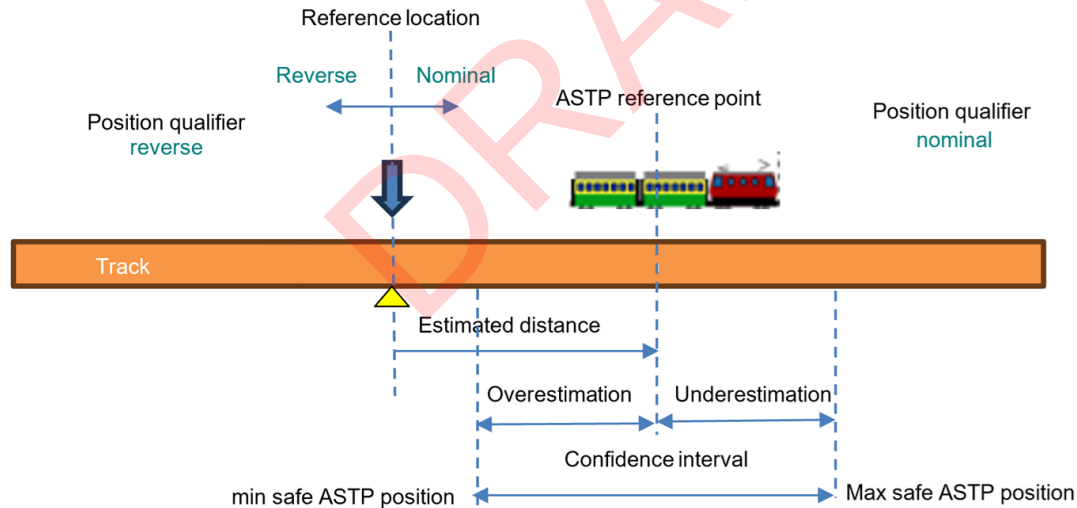 Reference location
Reverse
Nominal
ASTP reference point
Position qualifier
reverse
Position qualifier
nominal
Track
Estimated distance
Overestimation
Underestimation
Confidence interval
min safe ASTP position
Max safe ASTP position